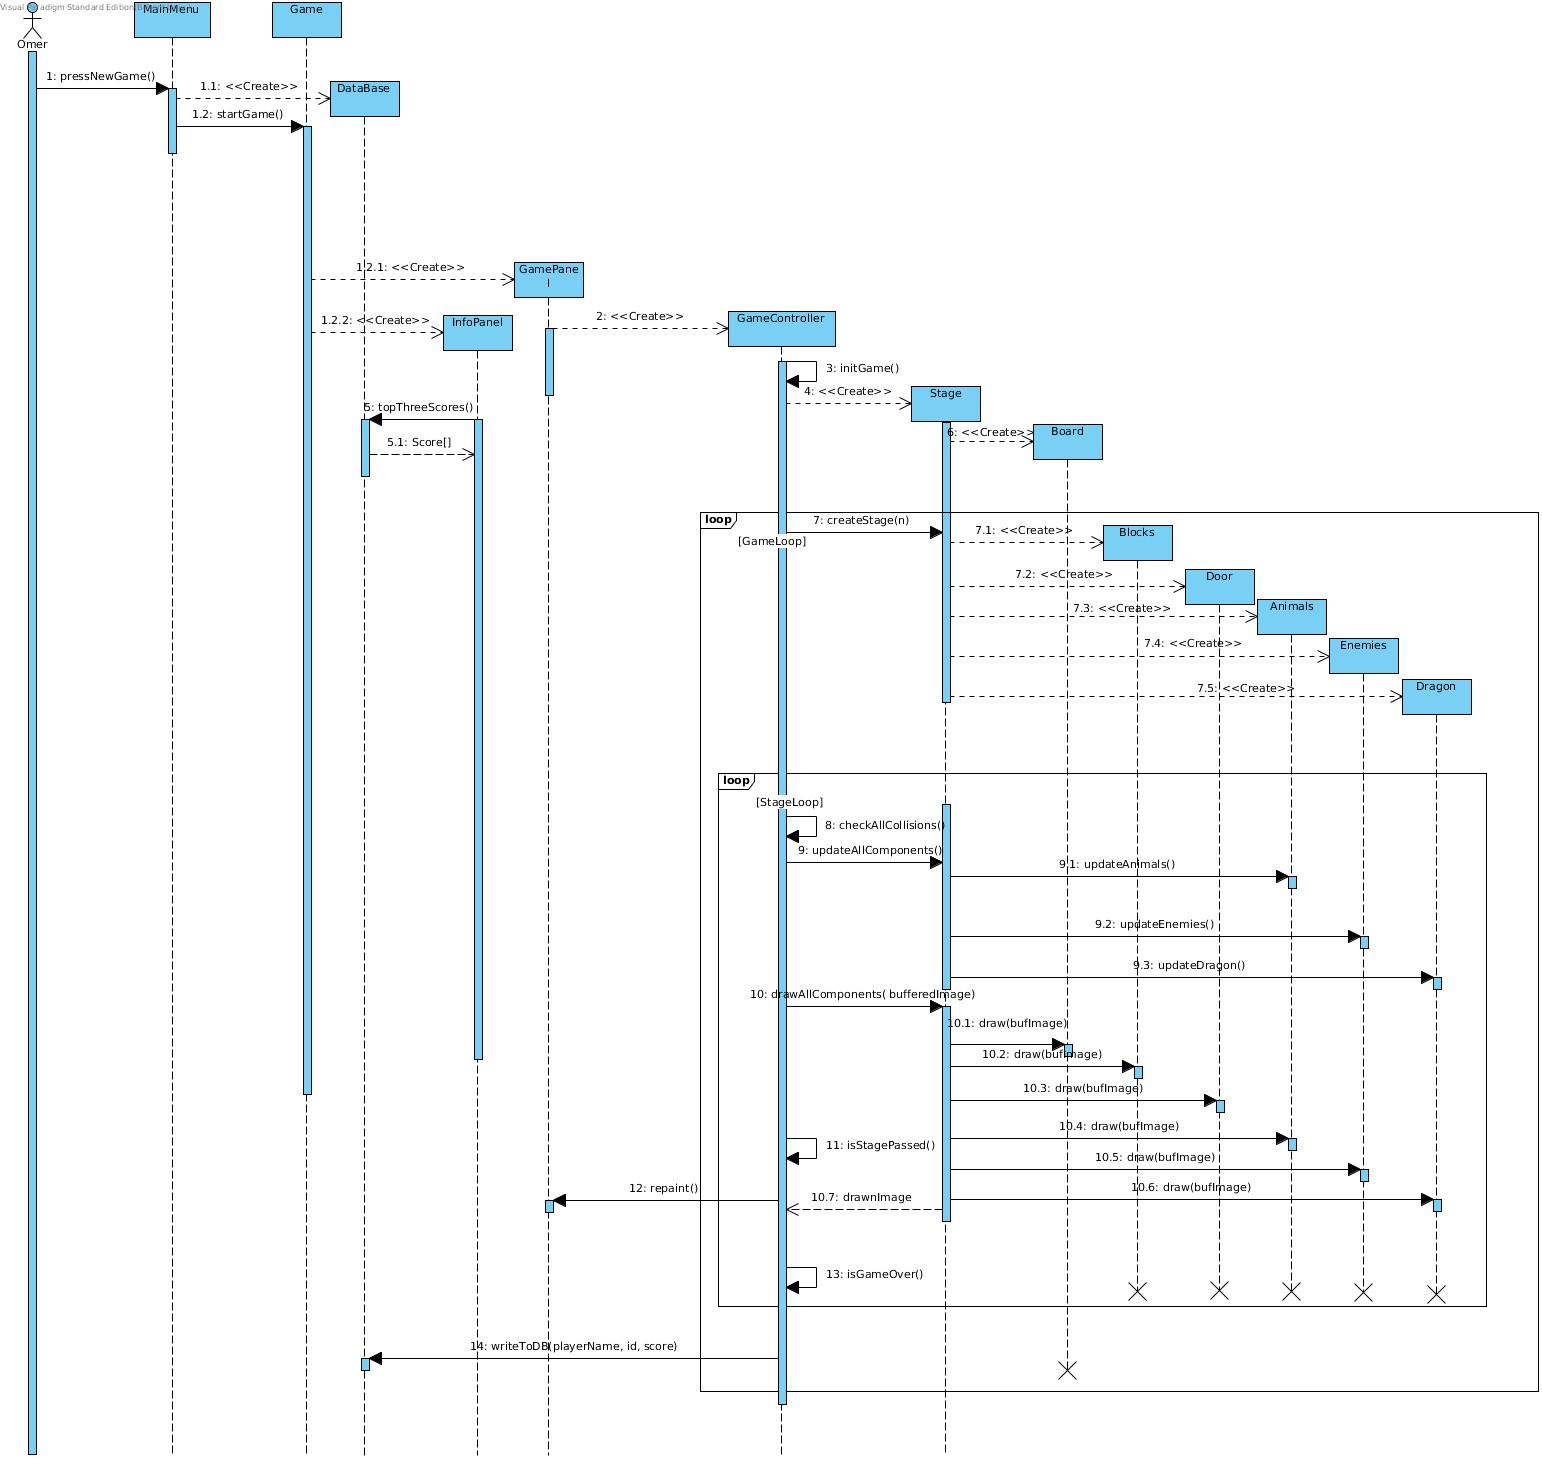 Visual Paradigm Standard Edition
MainMenu
Game
Omer
1: pressNewGame()
1.1: <<Create>>
DataBase
1.2: startGame()
1.2.1: <<Create>>
GamePane
l
1.2.2: <<Create>>
InfoPanel
2: <<Create>>
GameController
3: initGame()
4: <<Create>>
Stage
5: topThreeScores()
5.1: Score[]
6: <<Create>>
Board
loop
[GameLoop]
7: createStage(n)
7.1: <<Create>>
Blocks
7.2: <<Create>>
Door
7.3: <<Create>>
Animals
7.4: <<Create>>
Enemies
7.5: <<Create>>
Dragon
loop
[StageLoop]
8: checkAllCollisions()
9: updateAllComponents()
9.1: updateAnimals()
9.2: updateEnemies()
9.3: updateDragon()
10: drawAllComponents( bufferedImage)
10.1: draw(bufImage)
10.2: draw(bufImage)
10.3: draw(bufImage)
10.4: draw(bufImage)
11: isStagePassed()
10.5: draw(bufImage)
12: repaint()
10.6: draw(bufImage)
10.7: drawnImage
13: isGameOver()
14: writeToDB(playerName, id, score)